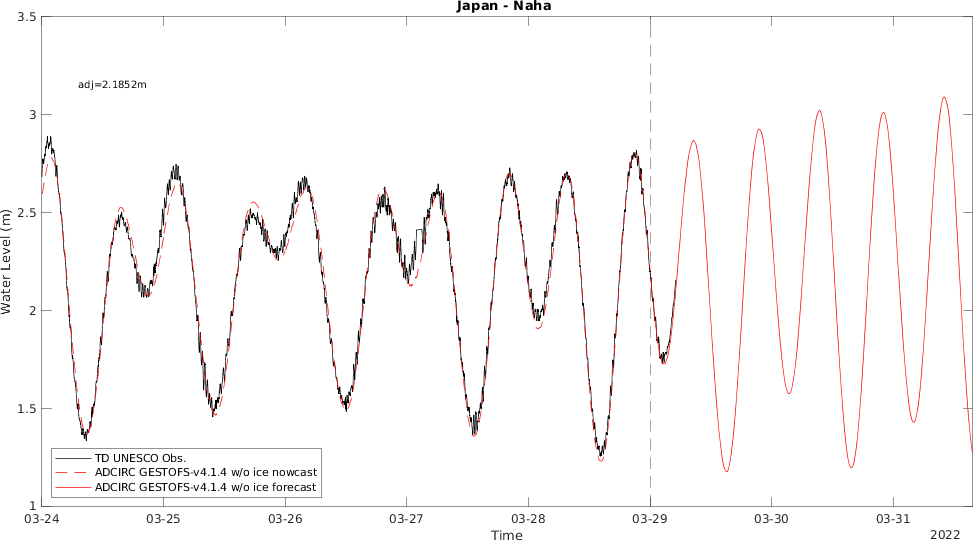 Japan - Naha
3.5
3
2.5
2
1.5
1
Water Level (m)
adj=2.1852m
TD UNESCO Obs.
ADCIRC GESTOFS-v4.1.4 w/o ice nowcast
ADCIRC GESTOFS-v4.1.4 w/o ice forecast
03-24 03-25 03-26 03-27 03-28 03-29 03-30 03-31
Time
2022